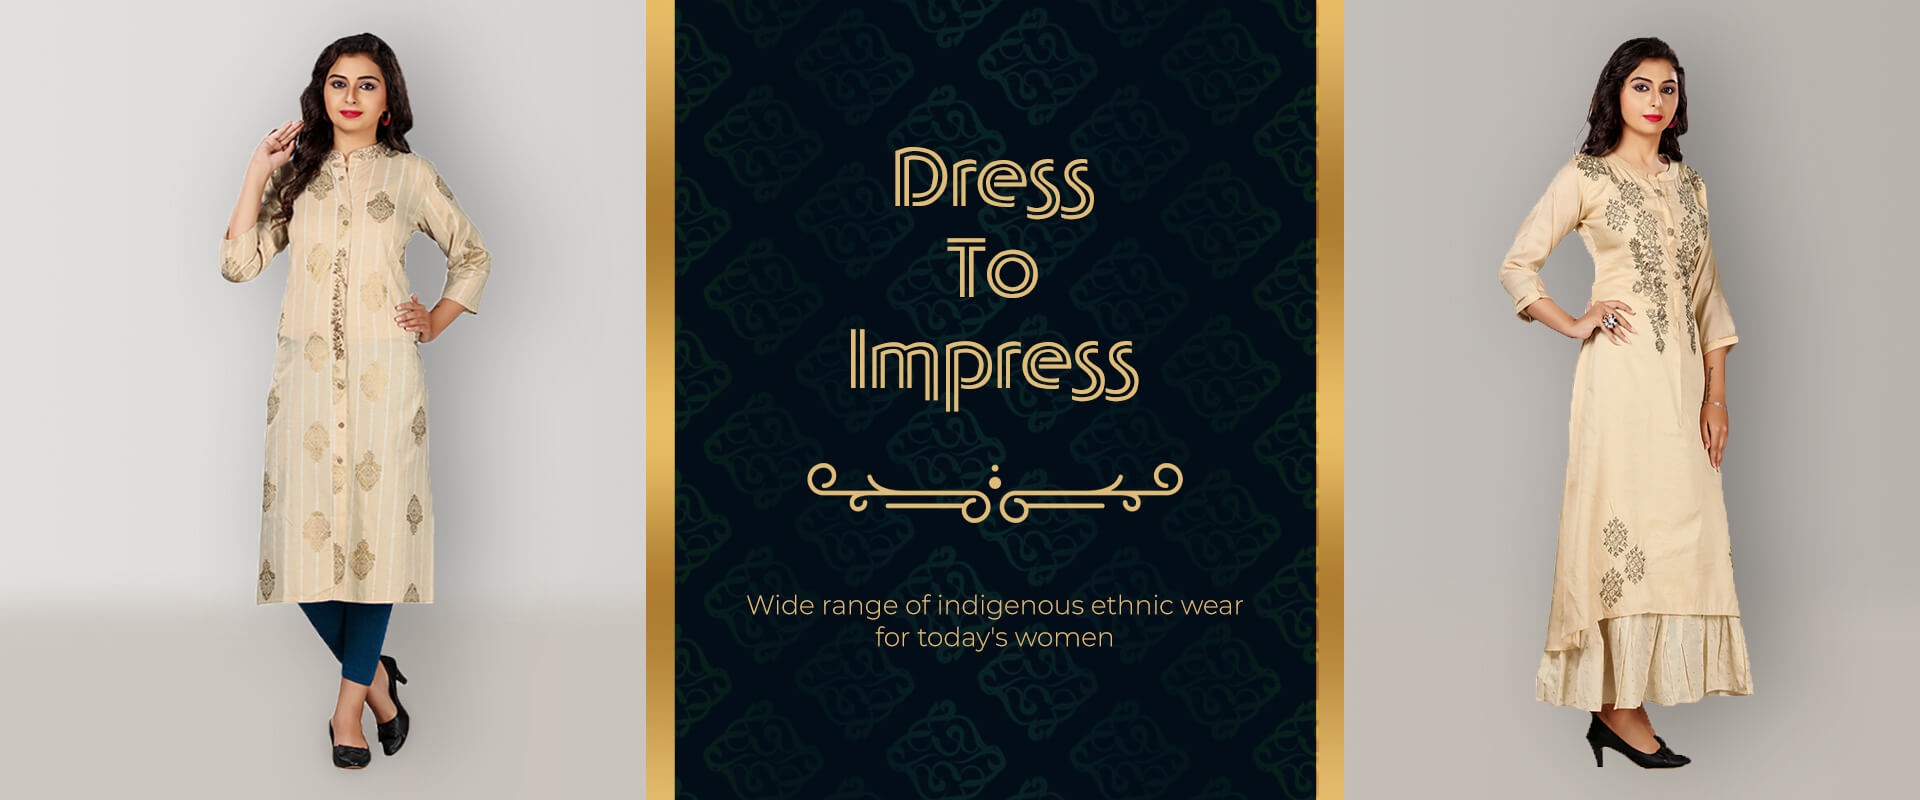 Dress
To
Impress
Wide range of indigenous ethnic wear
for today's women